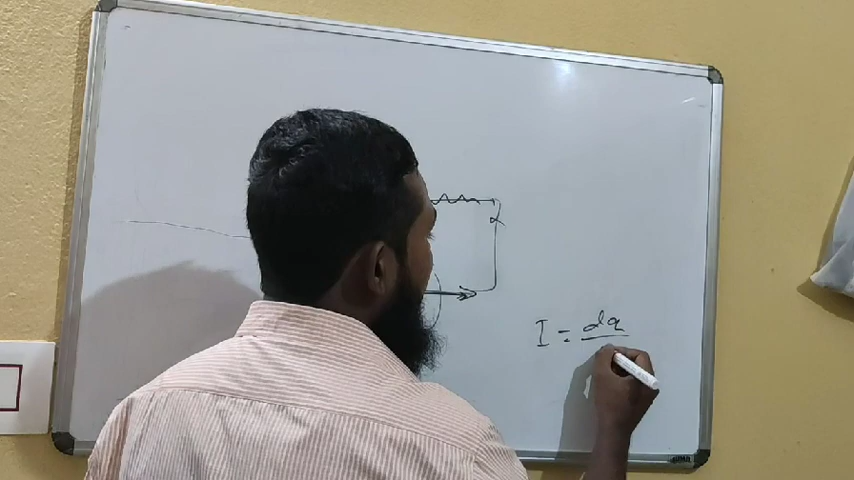 I = dq